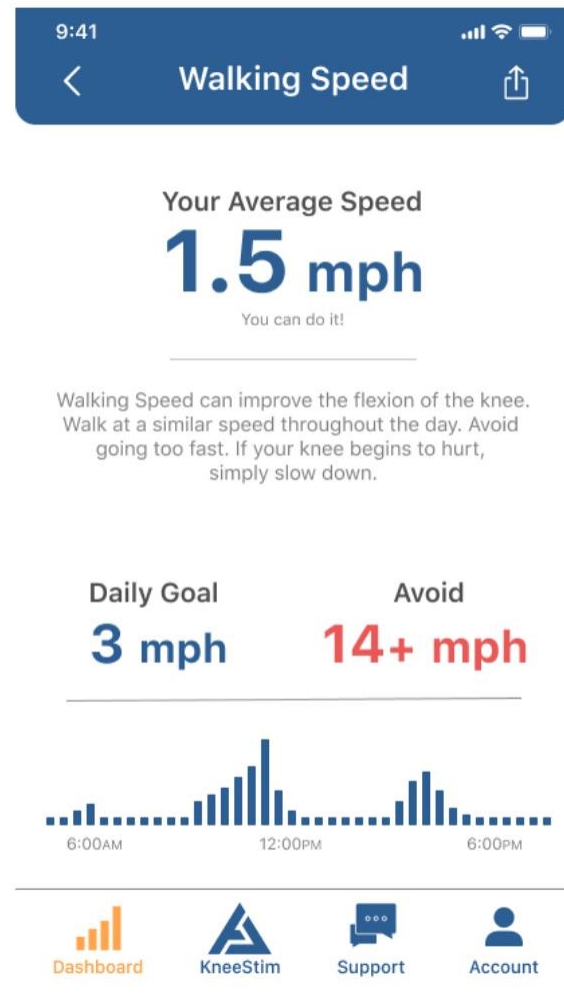 9:41
Walking Speed
Your Average Speed
1.5 mph
You can do it!
Walking Speed can improve the flexion of the knee.
Walk at a similar speed throughout the day. Avoid
going too fast. If your knee begins to hurt,
simply slow down.
Daily Goal
3 mph
Avoid
14+ mph
6:00AM 12:00PM 6:00PM
Dashboard KneeStim Support Account